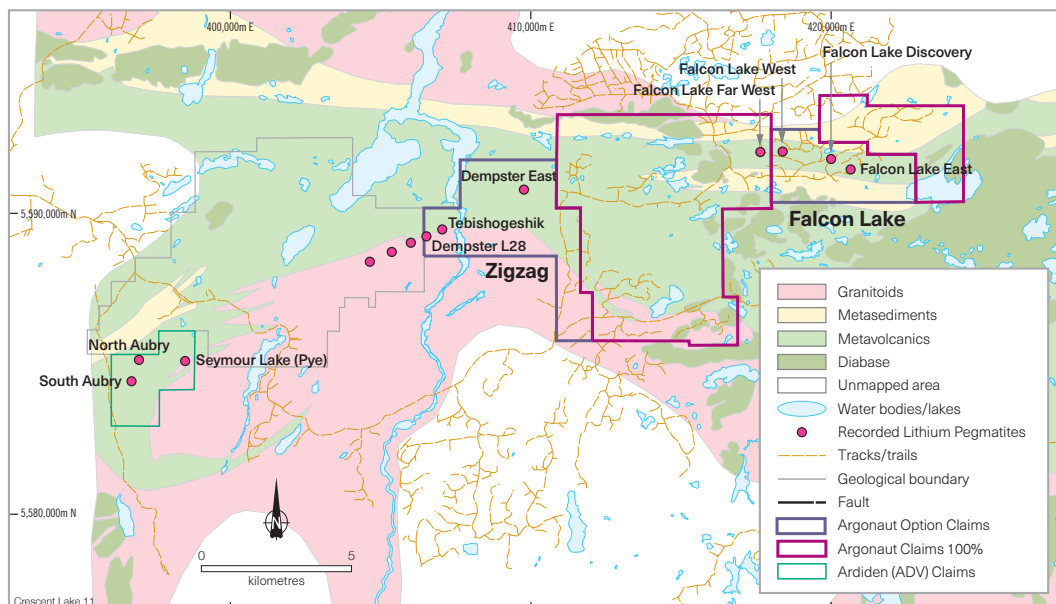 400,000m E
410,000m E
420,000m E
Falcon Lake Discovery
Falcon Lake West
Falcon Lake Far West
Falcon Lake East
Dempster East
5,590,000m N
Falcon Lake
Tebishogeshik
Dempster L28
Zigzag
North Aubry
Seymour Lake (Pye)
South Aubry
5,580,000m N
N
0 5
kilometres
Crescent Lake 11
Granitoids
Metasediments
Metavolcanics
Diabase
Unmapped area
Water bodies/lakes
Recorded Lithium Pegmatites
Tracks/trails
Geological boundary
Fault
Argonaut Option Claims
Argonaut Claims 100%
Ardiden (ADV) Claims